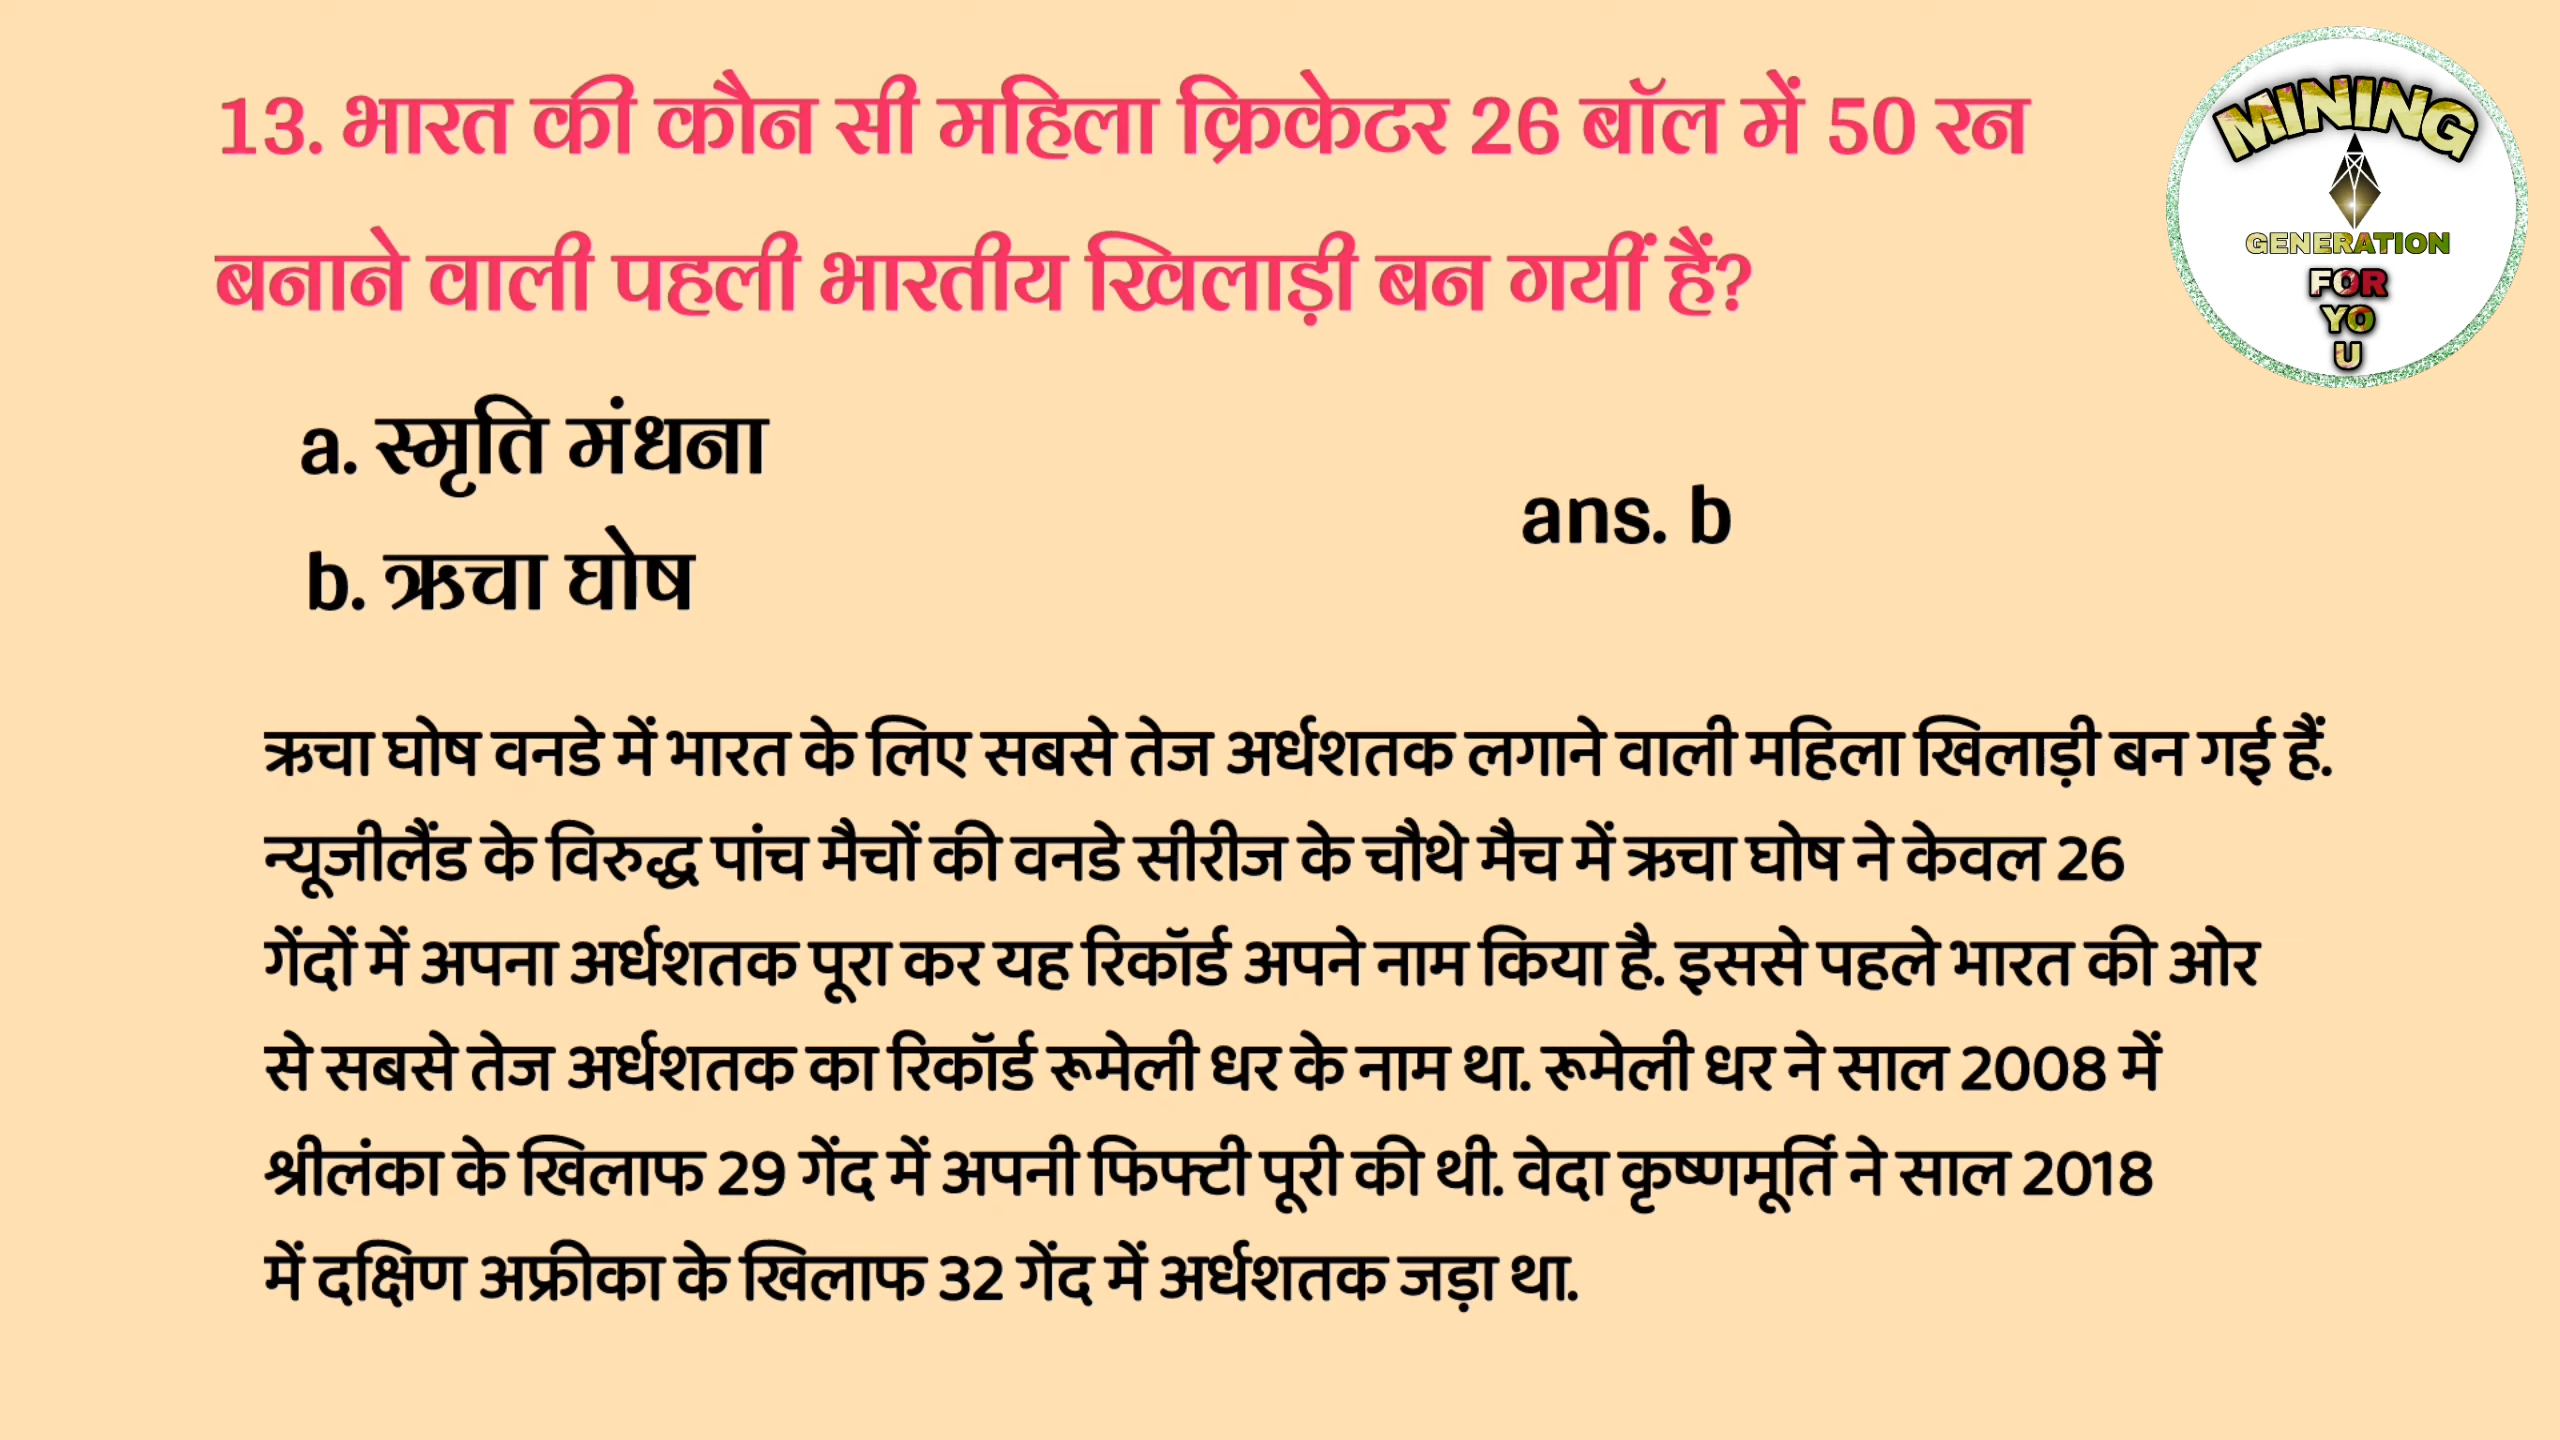 13. भारत की कौन सी महिला क्रिकेटर 26 बॉल में 50 रन
बनाने वाली पहली भारतीय खिलाड़ी बन गयीं हैं?
MINING
GENERATION
FOR
YO
U
a. स्मृति मंधना
ans. b
b. ऋचा घोष
ऋचा घोष वनडे में भारत के लिए सबसे तेज अर्धशतक लगाने वाली महिला खिलाड़ी बन गई हैं.
न्यूजीलैंड के विरुद्ध पांच मैचों की वनडे सीरीज के चौथे मैच में ऋचा घोष ने केवल 26
गेंदों में अपना अर्धशतक पूरा कर यह रिकॉर्ड अपने नाम किया है. इससे पहले भारत की ओर
से सबसे तेज अर्धशतक का रिकॉर्ड रूमेली धर के नाम था. रूमेली धर ने साल 2008 में
श्रीलंका के खिलाफ 29 गेंद में अपनी फिफ्टी पूरी की थी. वेदा कृष्णमूर्ति ने साल 2018
में दक्षिण अफ्रीका के खिलाफ 32 गेंद में अर्धशतक जड़ा था.